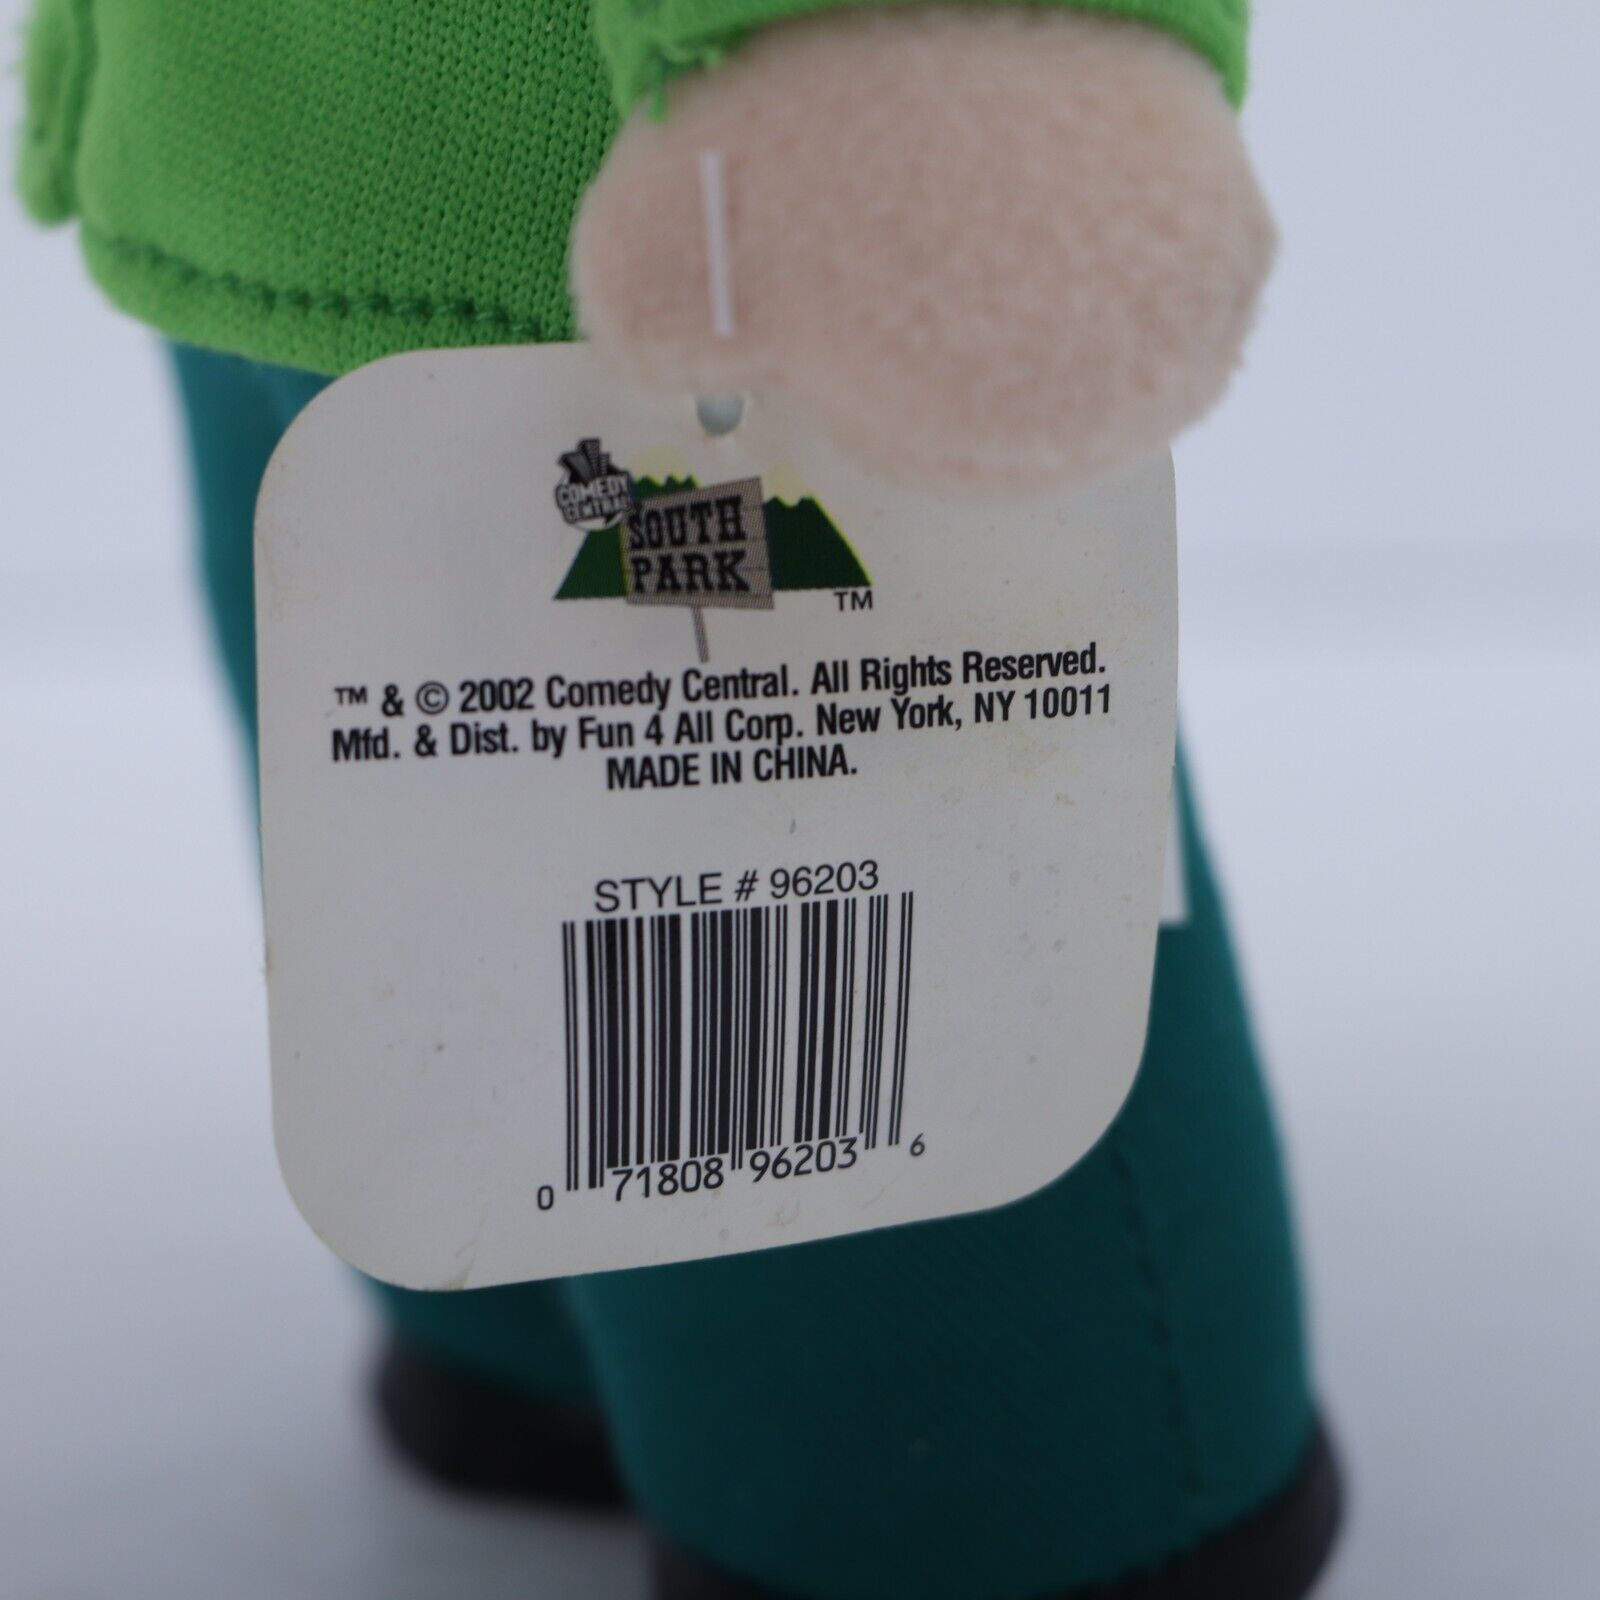 COMEDY
CENTRAL
SOUTH
PARK
TM
™ & © 2002 Comedy Central. All Rights Reserved.
Mfd. & Dist. by Fun 4 All Corp. New York, NY 10011
MADE IN CHINA.
STYLE # 96203
0 71808 96203 6